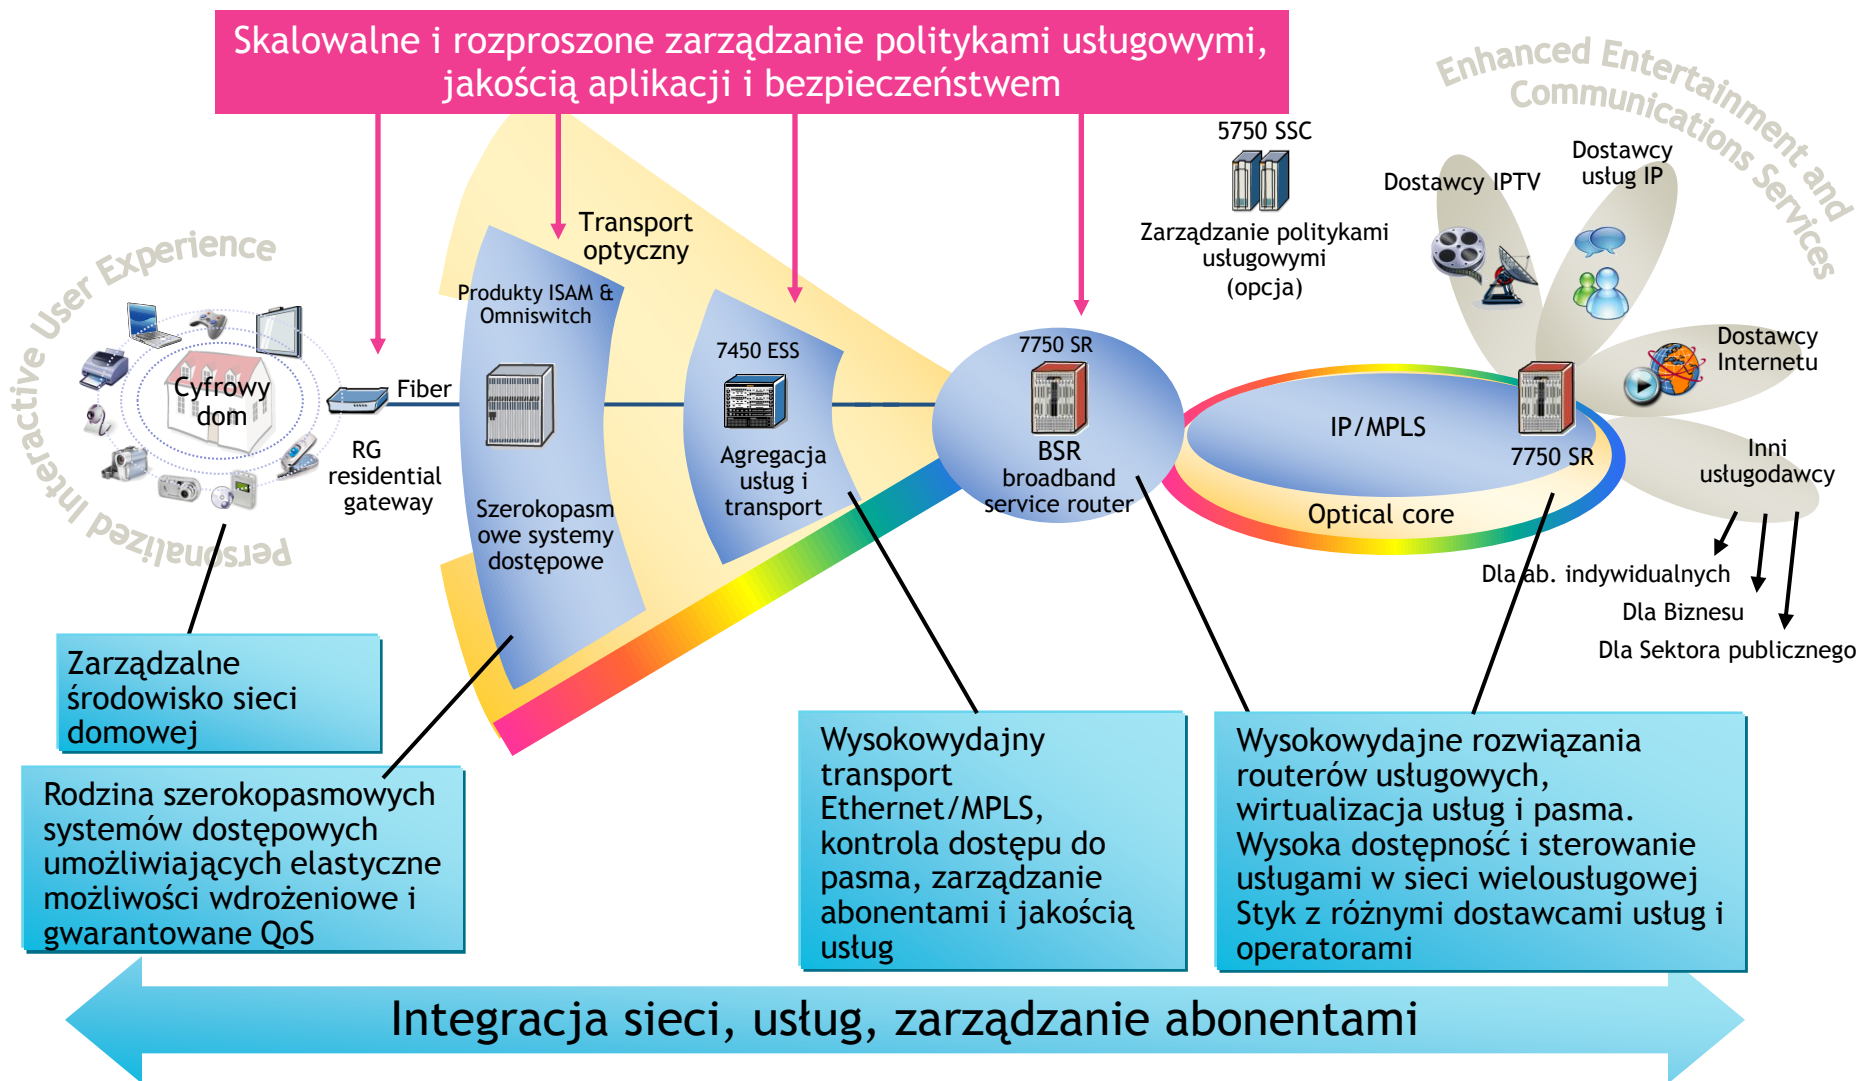 Skalowalne i rozproszone zarządzanie politykami usługowymi,
jakością aplikacji i bezpieczeństwem
Enhanced Entertainment and
Communications Services
5750 SSC
Zarządzanie politykami
usługowymi
(opcja)
Dostawcy IPTV
Dostawcy
usług IP
Dostawcy
Internetu
Inni
usługodawcy
Dla ab. indywidualnych
Dla Biznesu
Dla Sektora publicznego
Personalized Interactive User Experience
Cyfrowy
dom
RG
residential
gateway
Fiber
Transport
optyczny
Produkty ISAM &
Omniswitch
Szerokopasm
owe systemy
dostępowe
7450 ESS
Agregacja
usług i
transport
7750 SR
BSR
broadband
service router
IP/MPLS
7750 SR
Optical core
Zarządzalne
środowisko sieci
domowej
Rodzina szerokopasmowych
systemów dostępowych
umożliwiających elastyczne
możliwości wdrożeniowe i
gwarantowane QoS
Wysokowydajny
transport
Ethernet/MPLS,
kontrola dostępu do
pasma, zarządzanie
abonentami i jakością
usług
Wysokowydajne rozwiązania
routerów usługowych,
wirtualizacja usług i pasma.
Wysoka dostępność i sterowanie
usługami w sieci wielousługowej
Styk z różnymi dostawcami usług i
operatorami
Integracja sieci, usług, zarządzanie abonentami